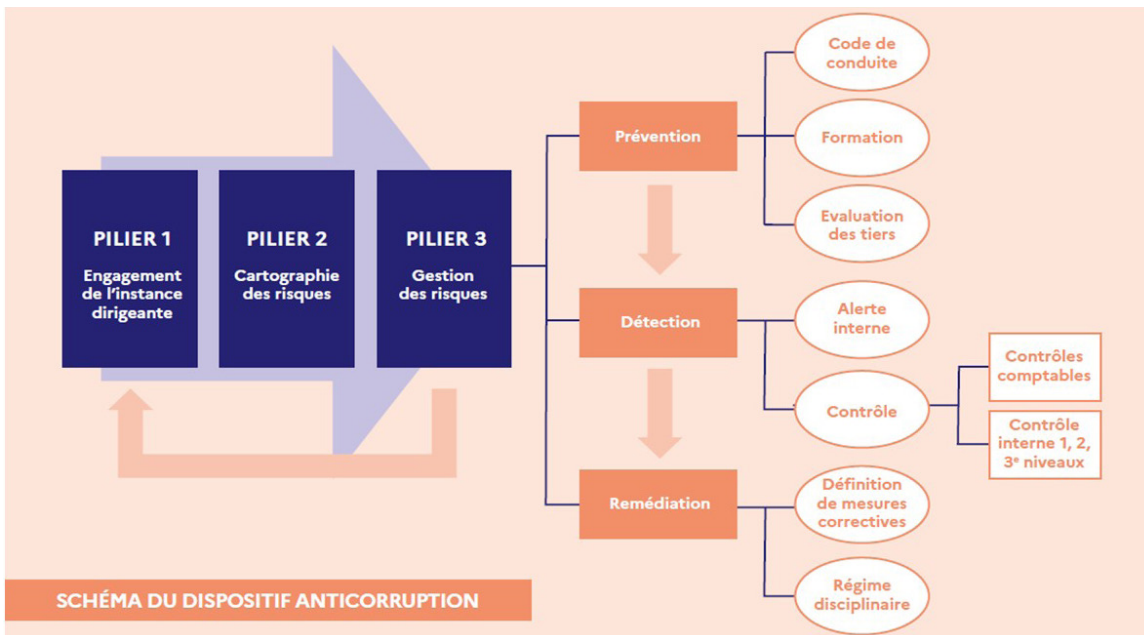 PILIER 1
Engagement
de l'instance
dirigeante
PILIER 2
Cartographie
des risques
PILIER 3
Gestion
des risques
Prévention
Code de
conduite
Formation
Evaluation
des tiers
Détection
Alerte
interne
Contrôle
Contrôles
comptables
Contrôle
interne 1, 2,
3e niveaux
Remédiation
Définition
de mesures
correctives
Régime
disciplinaire
SCHÉMA DU DISPOSITIF ANTICORRUPTION